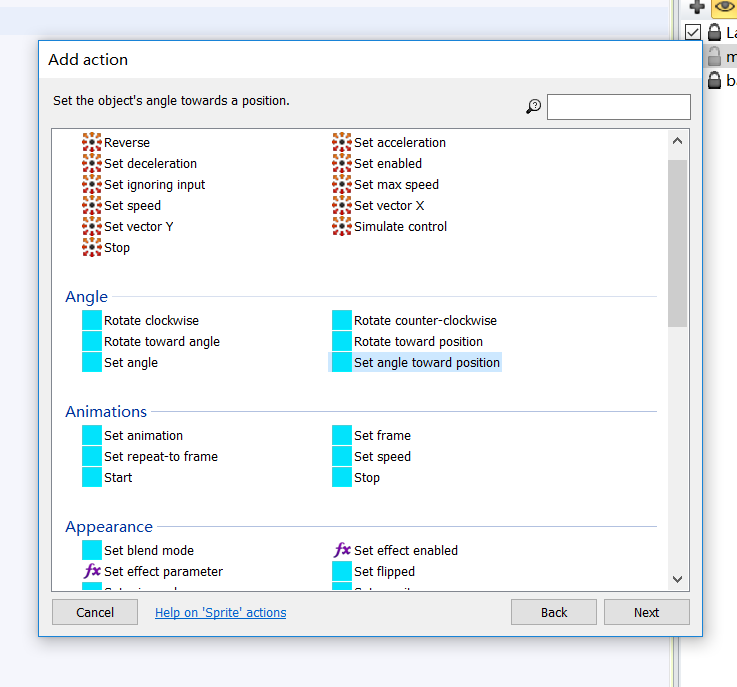 Add action
Set the object's angle towards a position.
Reverse Set acceleration
Set deceleration Set enabled
Set ignoring input Set max speed
Set speed Set vector X
Set vector Y Simulate control
Stop
Angle
Rotate clockwise Rotate counter-clockwise
Rotate toward angle Rotate toward position
Set angle Set angle toward position
Animations
Set animation Set frame
Set repeat-to frame Set speed
Start Stop
Appearance
Set blend mode fx Set effect enabled
fx Set effect parameter Set flipped
Cancel Help on 'Sprite' actions Back Next